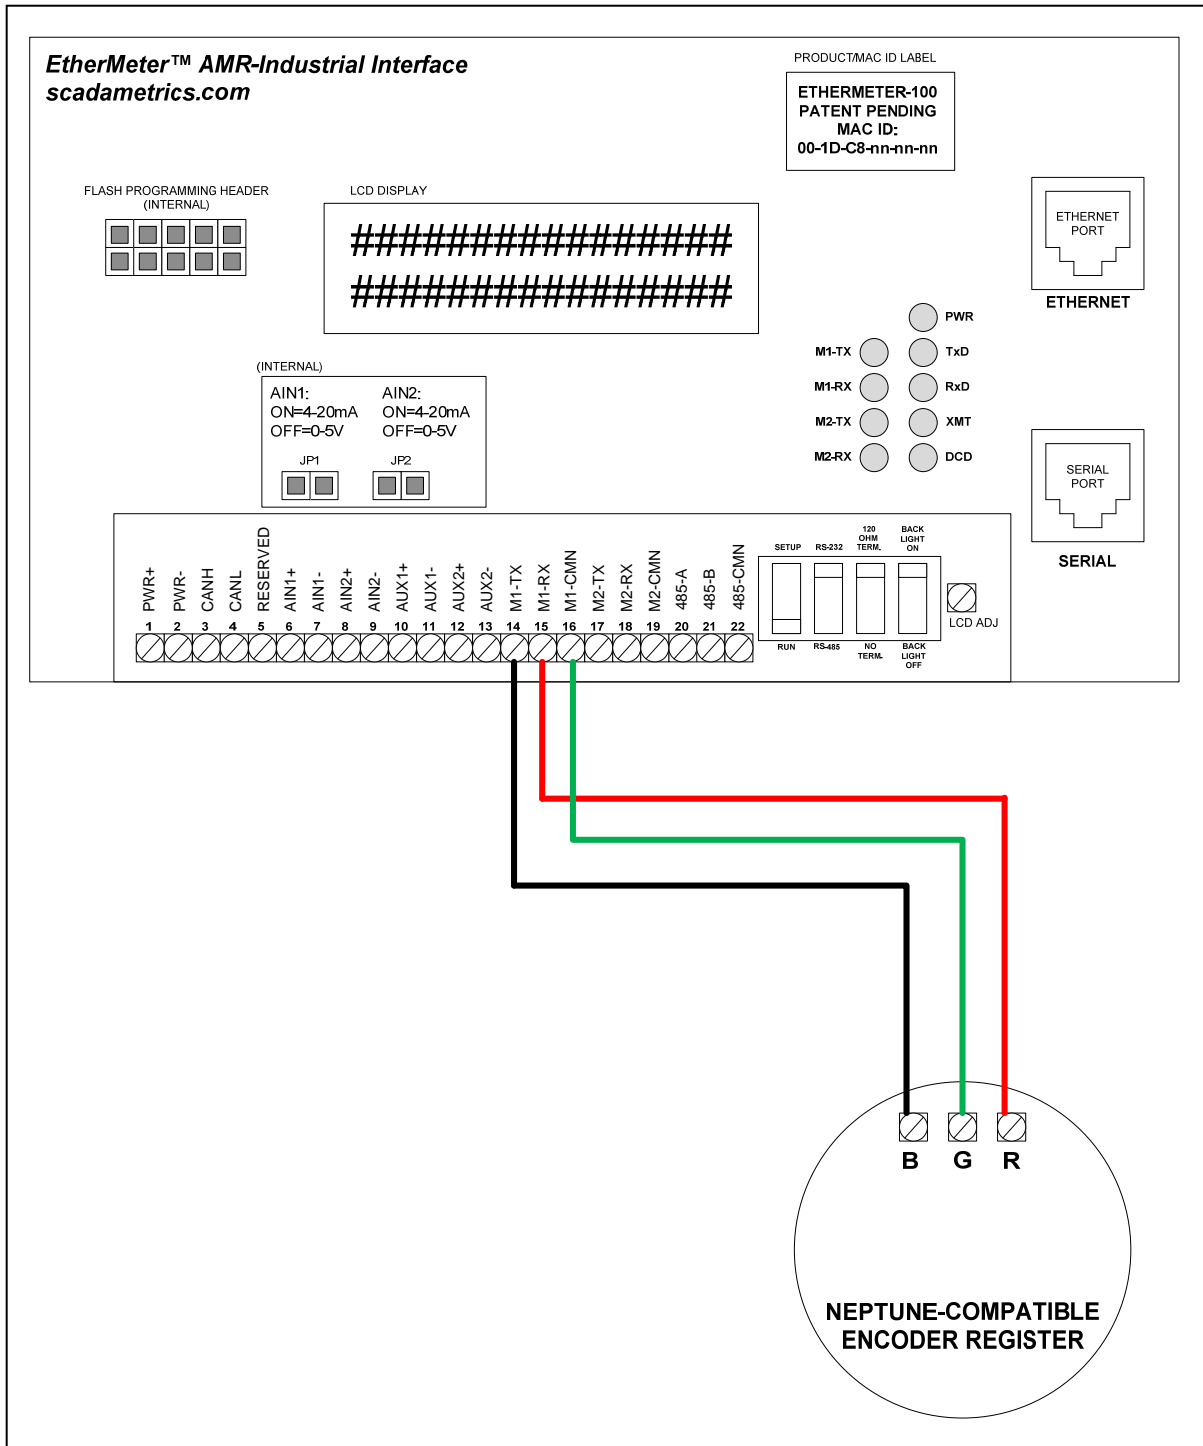 EtherMeter™ AMR-Industrial Interface
scadametrics.com
PRODUCT/MAC ID LABEL
ETHERMETER-100
PATENT PENDING
MAC ID:
00-1D-C8-nn-nn-nn
FLASH PROGRAMMING HEADER
(INTERNAL)
LCD DISPLAY
################
################
ETHERNET
PORT
ETHERNET
PWR
M1-TX TxD
M1-RX RxD
M2-TX XMT
M2-RX DCD
(INTERNAL)
AIN1: AIN2:
ON=4-20mA ON=4-20mA
OFF=0-5V OFF=0-5V
JP1 JP2
SERIAL
PORT
SERIAL
PWR+
PWR-
CANH
CANL
RESERVED
AIN1+
AIN1-
AIN2+
AIN2-
AUX1+
AUX1-
AUX2+
AUX2-
M1-TX
M1-RX
M1-CMN
M2-TX
M2-RX
M2-CMN
485-A
485-B
485-CMN
1 2 3 4 5 6 7 8 9 10 11 12 13 14 15 16 17 18 19 20 21 22
SETUP
RUN
RS-232
RS-485
120
OHM
TERM.
NO
TERM.
BACK
LIGHT
ON
BACK
LIGHT
OFF
LCD ADJ
B G R
NEPTUNE-COMPATIBLE
ENCODER REGISTER